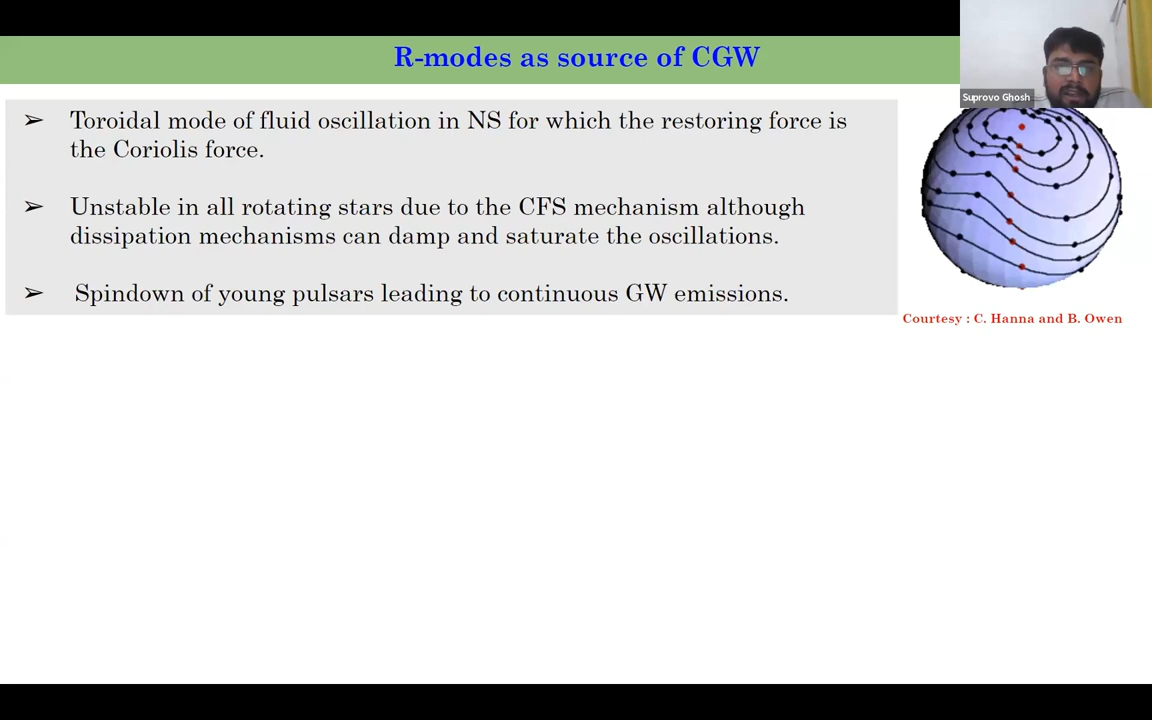 R-modes as source of CGW
Suprovo Ghosh
➢ Toroidal mode of fluid oscillation in NS for which the restoring force is
the Coriolis force.
➢ Unstable in all rotating stars due to the CFS mechanism although
dissipation mechanisms can damp and saturate the oscillations.
➢ Spindown of young pulsars leading to continuous GW emissions.
Courtesy : C. Hanna and B. Owen